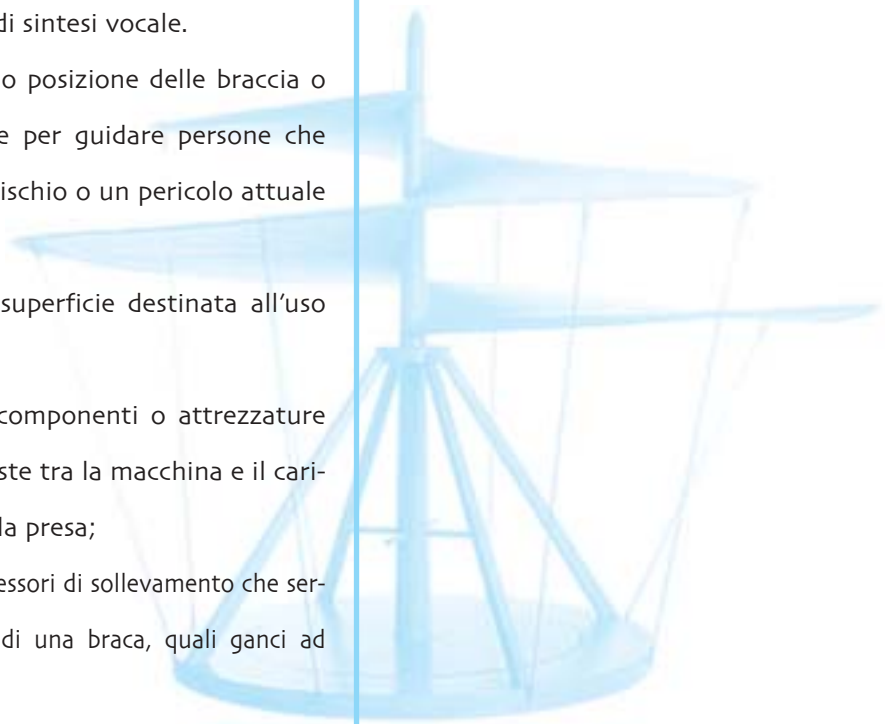 di sintesi vocale.
o posizione delle braccia o
e per guidare persone che
ischio o un pericolo attuale
superficie destinata all'uso
componenti o attrezzature
ste tra la macchina e il cari-
la presa;
essori di sollevamento che ser-
di una braca, quali ganci ad